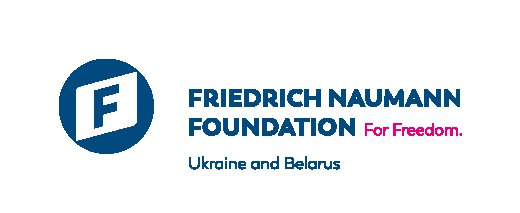 F
FRIEDRICH NAUMANN
FOUNDATION For Freedom.
Ukraine and Belarus